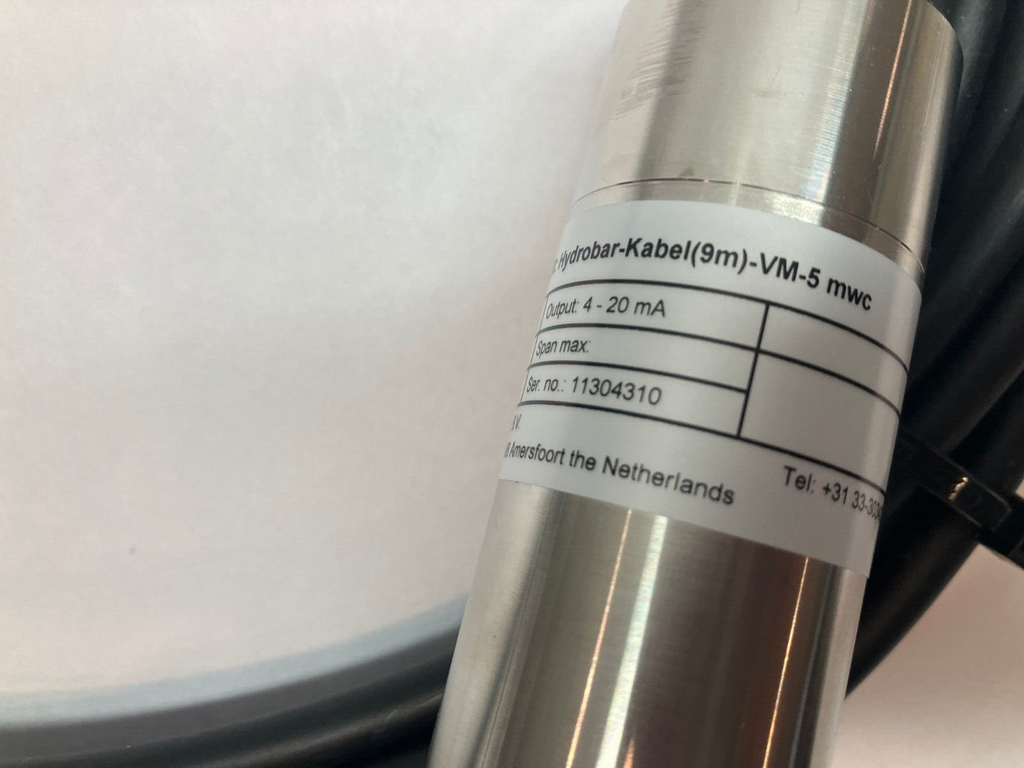 Hydrobar-Kabel(9m)-VM-5 mwc
Output: 4 - 20 mA
Span max:
Ser. no.: 11304310
Amersfoort the Netherlands
Tel: +31 33-303